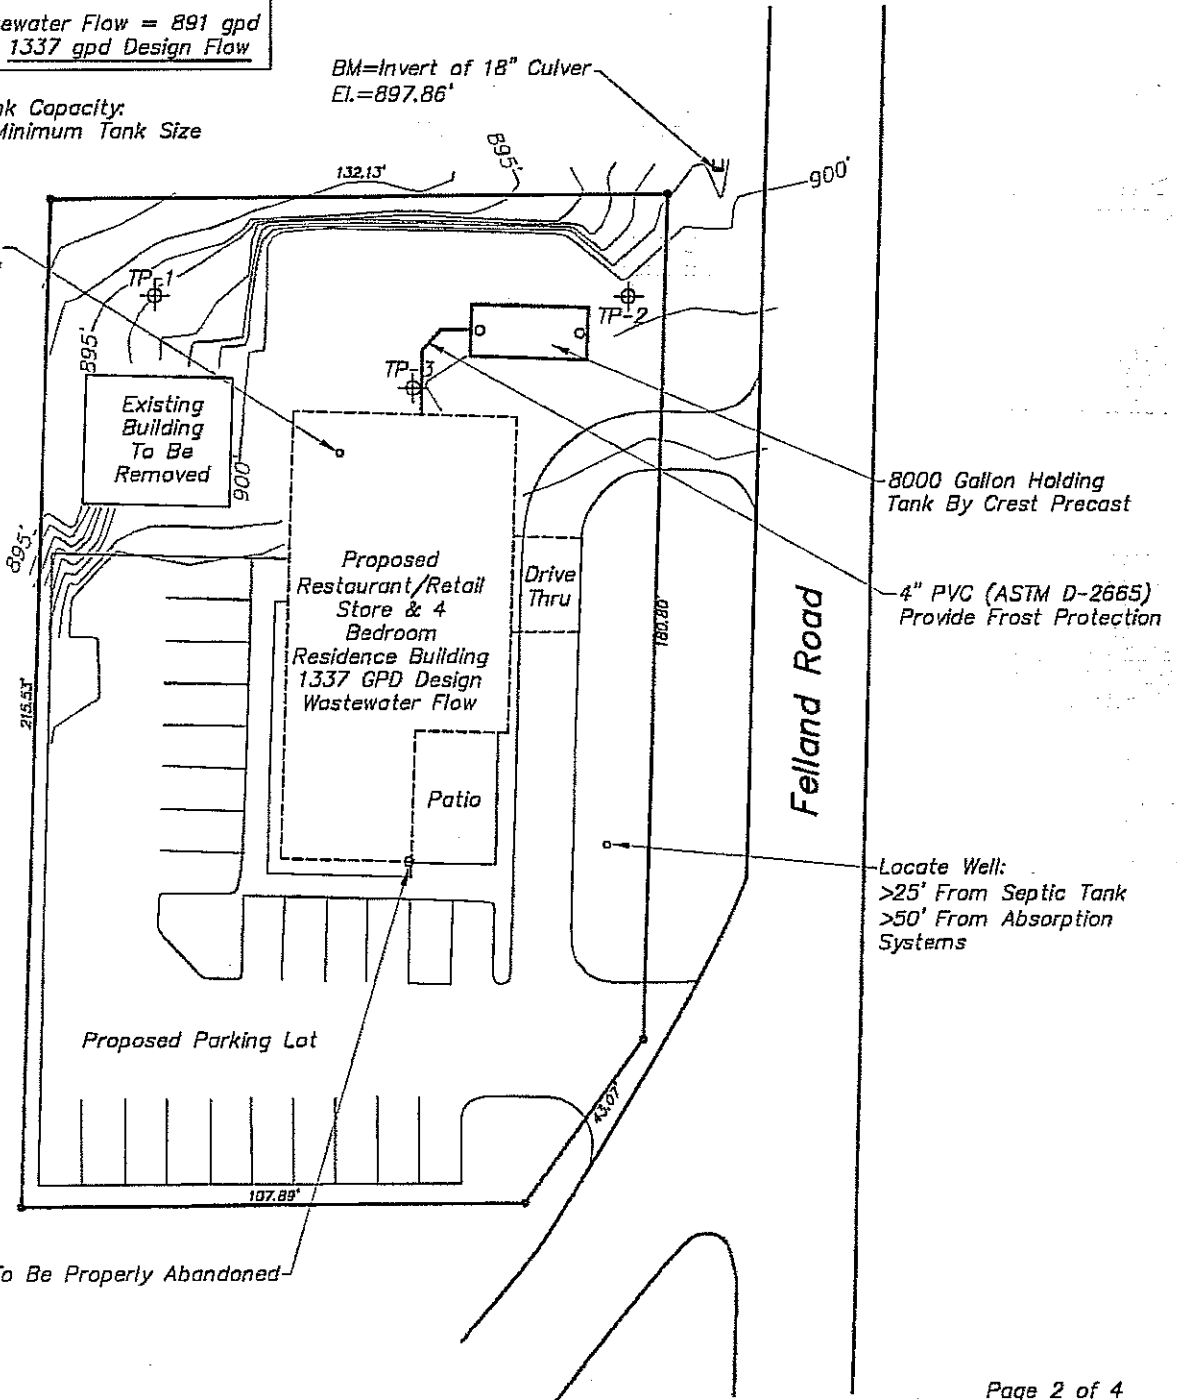 ewater Flow = 891 gpd
1337 gpd Design Flow
BM=Invert of 18" Culver
El.=897.86'
nk Capacity:
Minimum Tank Size
895'
132.13'
900'
TP-1
TP-2
895'
TP-3
Existing
Building
To Be
Removed
900'
8000 Gallon Holding
Tank By Crest Precast
895'
Proposed
Restaurant/Retail
Store & 4
Bedroom
Residence Building
1337 GPD Design
Wastewater Flow
Drive
Thru
4" PVC (ASTM D-2665)
Provide Frost Protection
180.80'
Felland Road
215.53'
Patio
Locate Well:
>25' From Septic Tank
>50' From Absorption
Systems
Proposed Parking Lot
43.07'
107.89'
To Be Properly Abandoned
Page 2 of 4